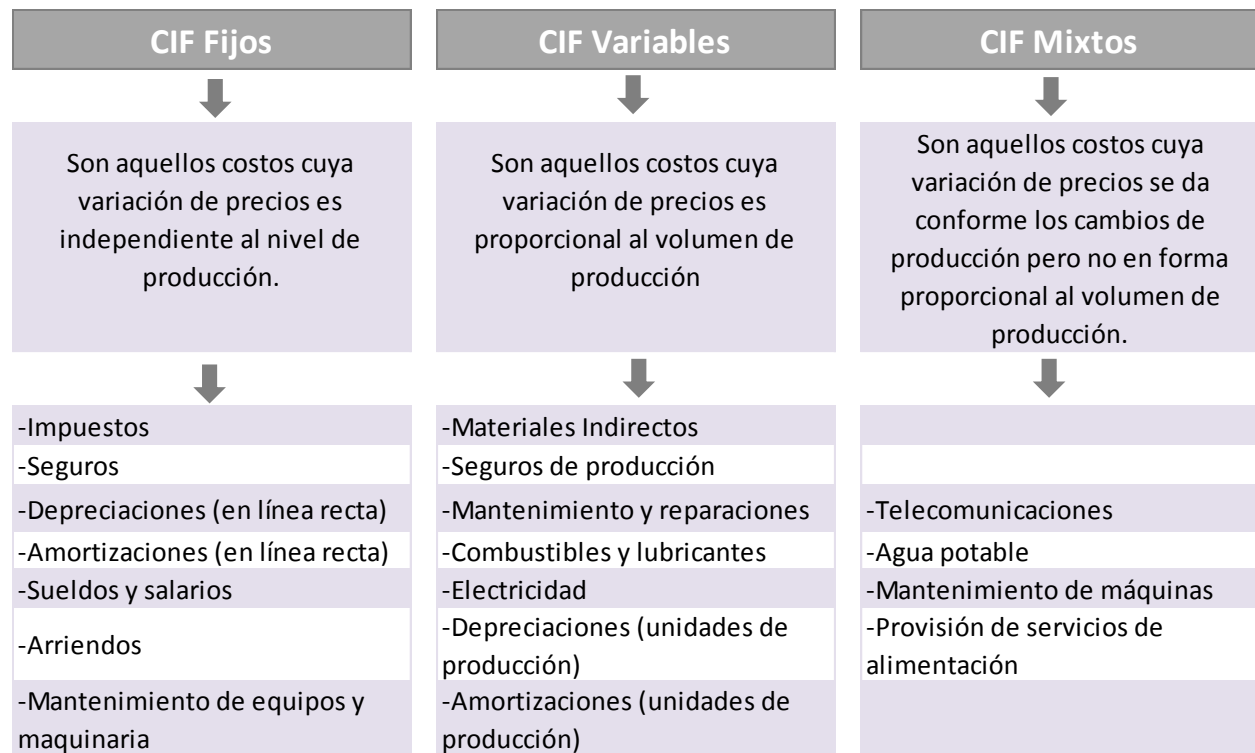 CIF Fijos
Son aquellos costos cuya
variación de precios es
independiente al nivel de
producción.
-Impuestos
-Seguros
-Depreciaciones (en línea recta)
-Amortizaciones (en línea recta)
-Sueldos y salarios
-Arriendos
-Mantenimiento de equipos y
maquinaria
CIF Variables
Son aquellos costos cuya
variación de precios es
proporcional al volumen de
producción
-Materiales Indirectos
-Seguros de producción
-Mantenimiento y reparaciones
-Combustibles y lubricantes
-Electricidad
-Depreciaciones (unidades de
producción)
-Amortizaciones (unidades de
producción)
CIF Mixtos
Son aquellos costos cuya
variación de precios se da
conforme los cambios de
producción pero no en forma
proporcional al volumen de
producción.
-Telecomunicaciones
-Agua potable
-Mantenimiento de máquinas
-Provisión de servicios de
alimentación